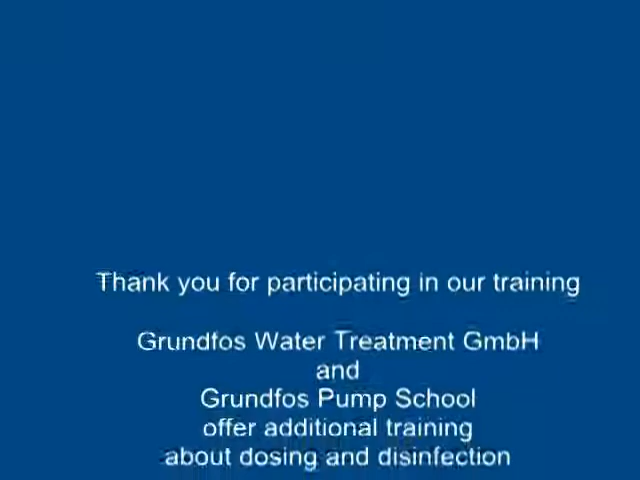 Thank you for participating in our training
Grundfos Water Treatment GmbH
and
Grundfos Pump School
offer additional training
about dosing and disinfection